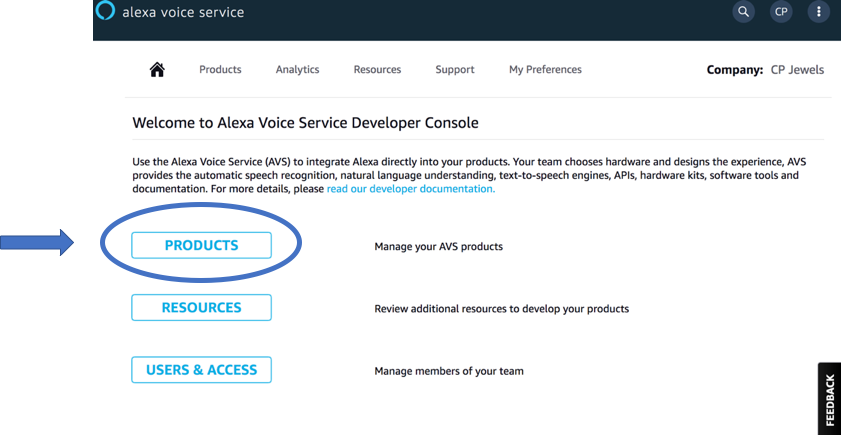 alexa voice service
CP
Products Analytics Resources Support My Preferences Company: CP Jewels
Welcome to Alexa Voice Service Developer Console
Use the Alexa Voice Service (AVS) to integrate Alexa directly into your products. Your team chooses hardware and designs the experience, AVS
provides the automatic speech recognition, natural language understanding, text-to-speech engines, APIs, hardware kits, software tools and
documentation. For more details, please read our developer documentation.
PRODUCTS Manage your AVS products
RESOURCES Review additional resources to develop your products
USERS & ACCESS Manage members of your team
FEEDBACK